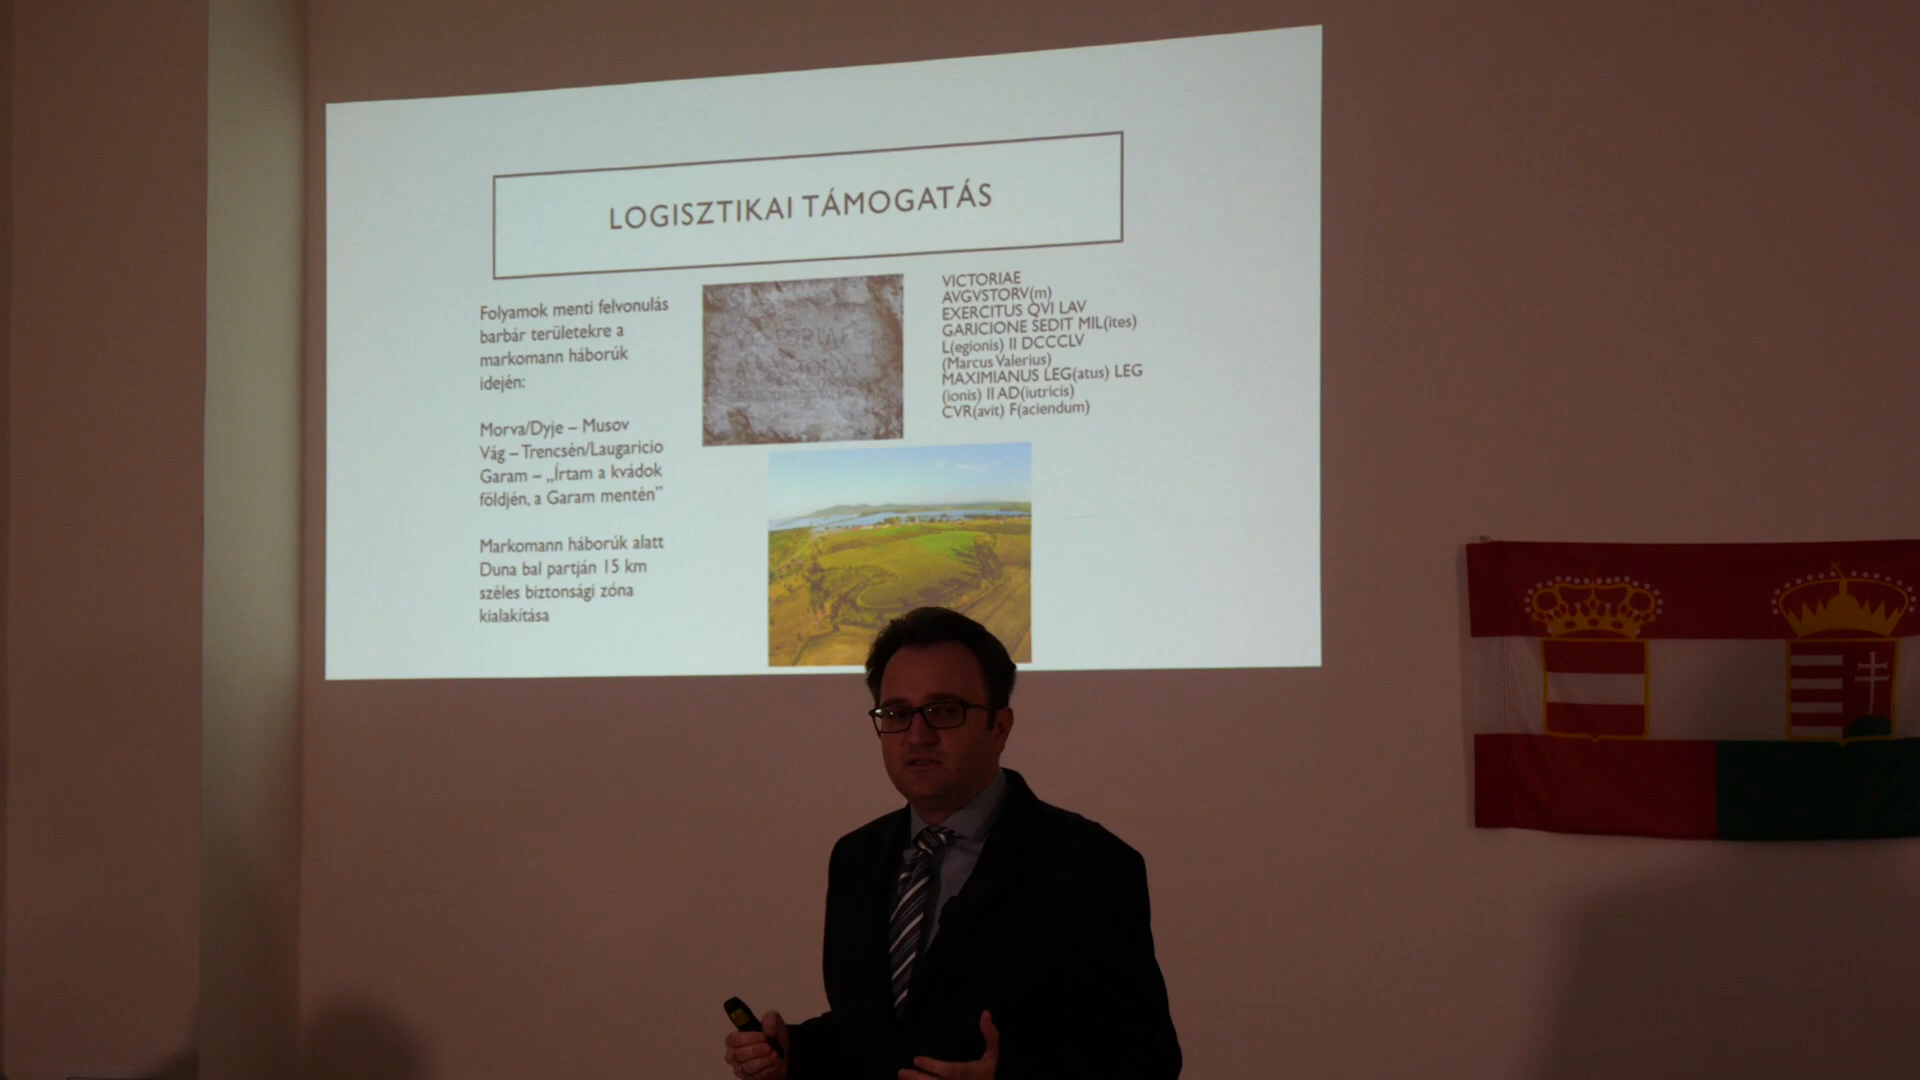 LOGISZTIKAI TÁMOGATÁS
Folyamok menti felvonulás
barbár területekre a
markomann háborúk
idején:
Morva/Dyje – Musov
Vág – Trencsén/Laugaricio
Garam – „Írtam a kvádok
földjén, a Garam mentén”
Markomann háborúk alatt
Duna bal partján 15 km
széles biztonsági zóna
kialakítása
VICTORIAE
AVGVSTORV
VICTORIAE
AVGVSTORV(m)
EXERCITUS QVI LAV
GARICIONE SEDIT MIL(ites)
L(egionis) II DCCCLV
(Marcus Valerius)
MAXIMIANUS LEG(atus) LEG
(ionis) II AD(iutricis)
CVR(avit) F(aciendum)